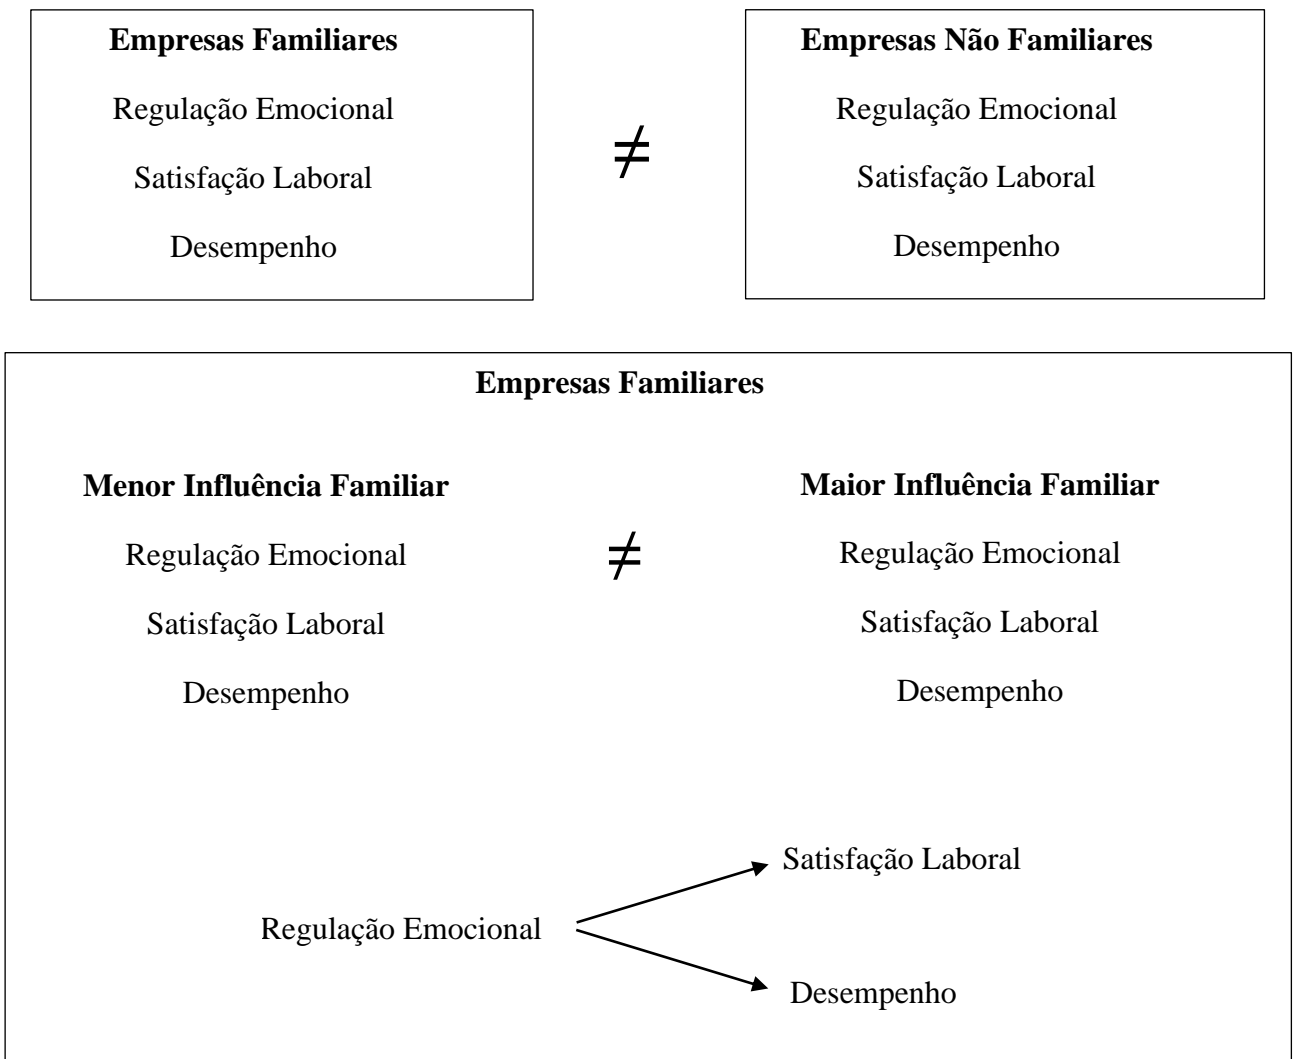 Empresas Familiares
Regulação Emocional
Satisfação Laboral
Desempenho
≠
Empresas Não Familiares
Regulação Emocional
Satisfação Laboral
Desempenho
Empresas Familiares
Menor Influência Familiar
Regulação Emocional
Satisfação Laboral
Desempenho
≠
Maior Influência Familiar
Regulação Emocional
Satisfação Laboral
Desempenho
Regulação Emocional
Satisfação Laboral
Desempenho